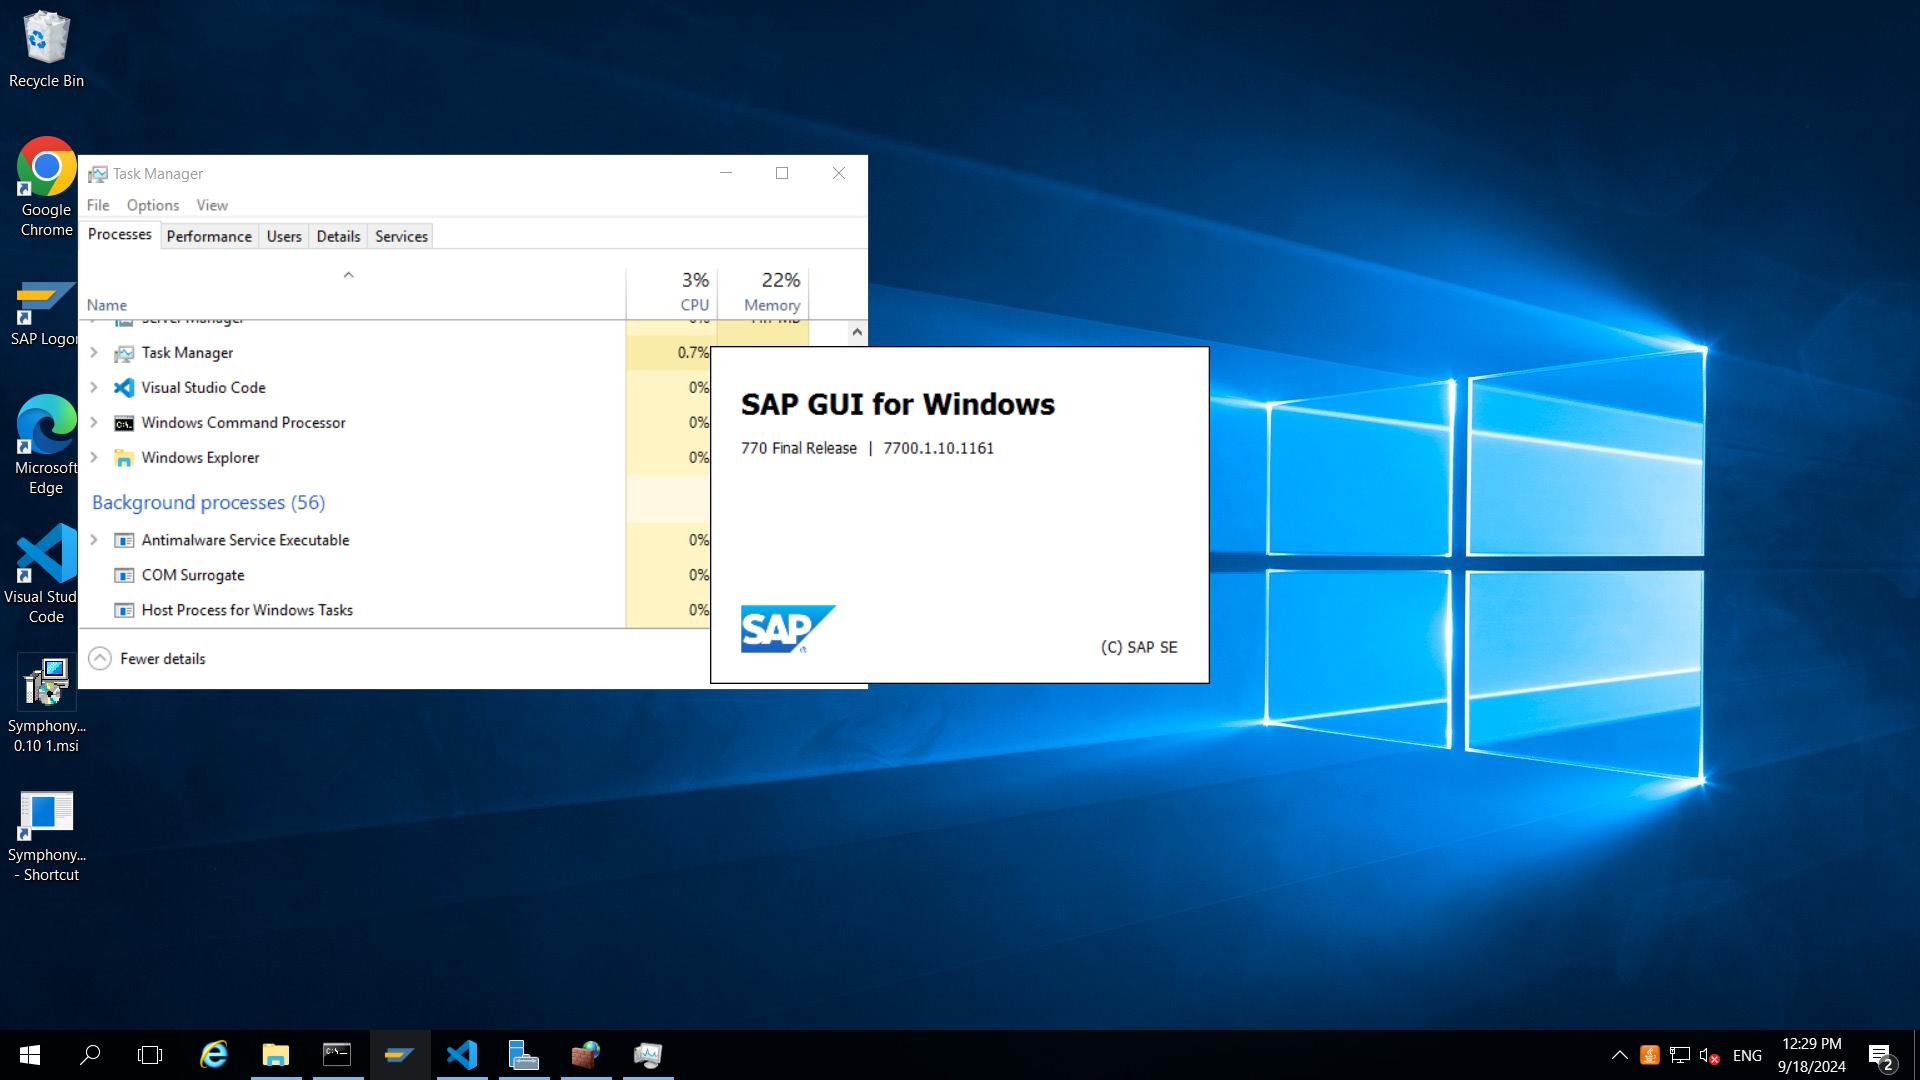 Recycle Bin
Google
Chrome
SAP Logon
Microsoft
Edge
Visual Stud
Code
Symphony...
0.10 1.msi
Symphony...
- Shortcut
Task Manager
File Options View
Processes Performance Users Details Services
3% 22%
Name CPU Memory
Server Manager 0%
Task Manager 0.7%
Visual Studio Code 0%
Windows Command Processor 0%
Windows Explorer 0%
Background processes (56)
Antimalware Service Executable 0%
COM Surrogate 0%
Host Process for Windows Tasks 0%
Fewer details
SAP GUI for Windows
770 Final Release | 7700.1.10.1161
SAP
(C) SAP SE
ENG
12:29 PM
9/18/2024
2